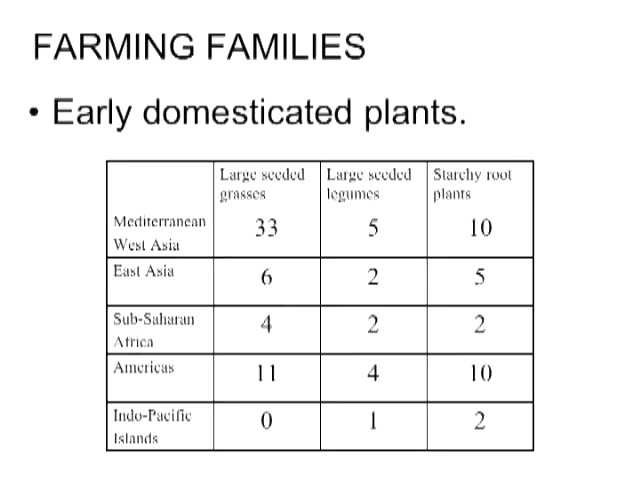 FARMING FAMILIES
• Early domesticated plants.
Large seeded grasses Large seeded legumes Starchy root plants
Mediterranean West Asia 33 5 10
East Asia 6 2 5
Sub-Saharan Africa 4 2 2
Americas 11 4 10
Indo-Pacific Islands 0 1 2